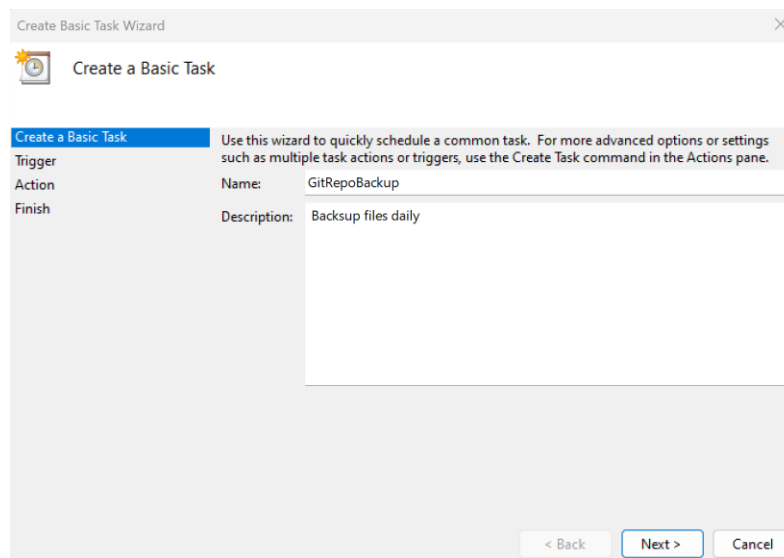 Create Basic Task Wizard
Create a Basic Task
Create a Basic Task
Trigger
Action
Finish
Use this wizard to quickly schedule a common task. For more advanced options or settings
such as multiple task actions or triggers, use the Create Task command in the Actions pane.
Name: GitRepoBackup
Description: Backsup files daily
< Back Next > Cancel